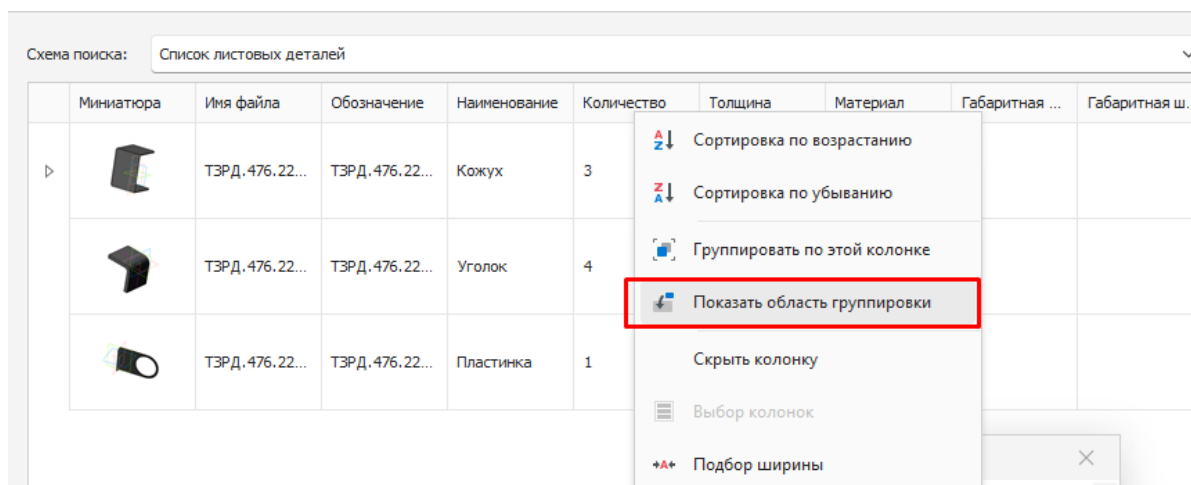 Схема поиска: Список листовых деталей
Миниатюра Имя файла Обозначение Наименование Количество Толщина Материал Габаритная ... Габаритная ш...
ТЗРД.476.22... ТЗРД.476.22... Кожух 3
ТЗРД.476.22... ТЗРД.476.22... Уголок 4
ТЗРД.476.22... ТЗРД.476.22... Пластинка 1
Сортировка по возрастанию
Сортировка по убыванию
Группировать по этой колонке
Показать область группировки
Скрыть колонку
Выбор колонок
Подбор ширины